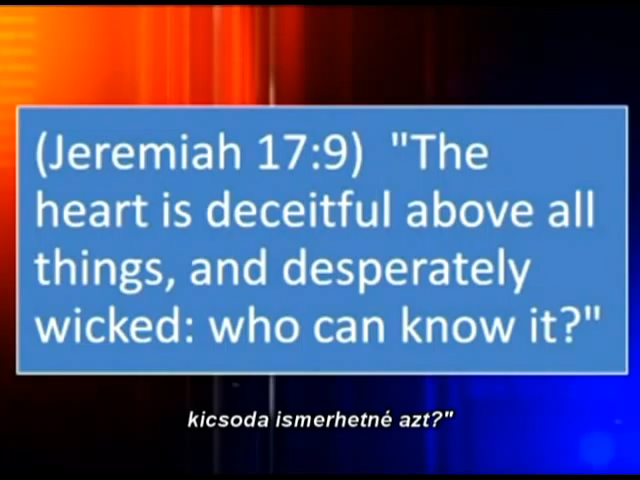 (Jeremiah 17:9)  "The
heart is deceitful above all
things, and desperately
wicked: who can know it?"
kicsoda ismerhetné azt?"